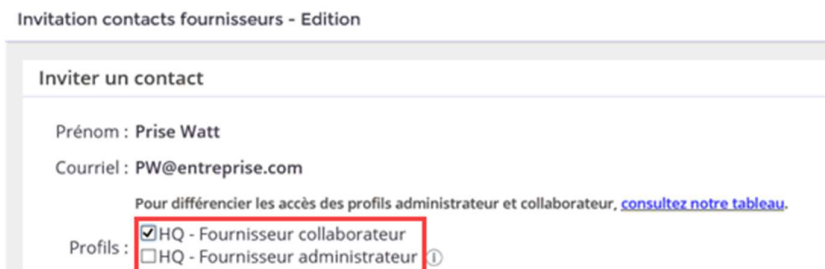 Invitation contacts fournisseurs - Edition
Inviter un contact
Prénom : Prise Watt
Courriel : PW@entreprise.com
Pour différencier les accès des profils administrateur et collaborateur, consultez notre tableau.
Profils :
HQ - Fournisseur collaborateur
HQ - Fournisseur administrateur